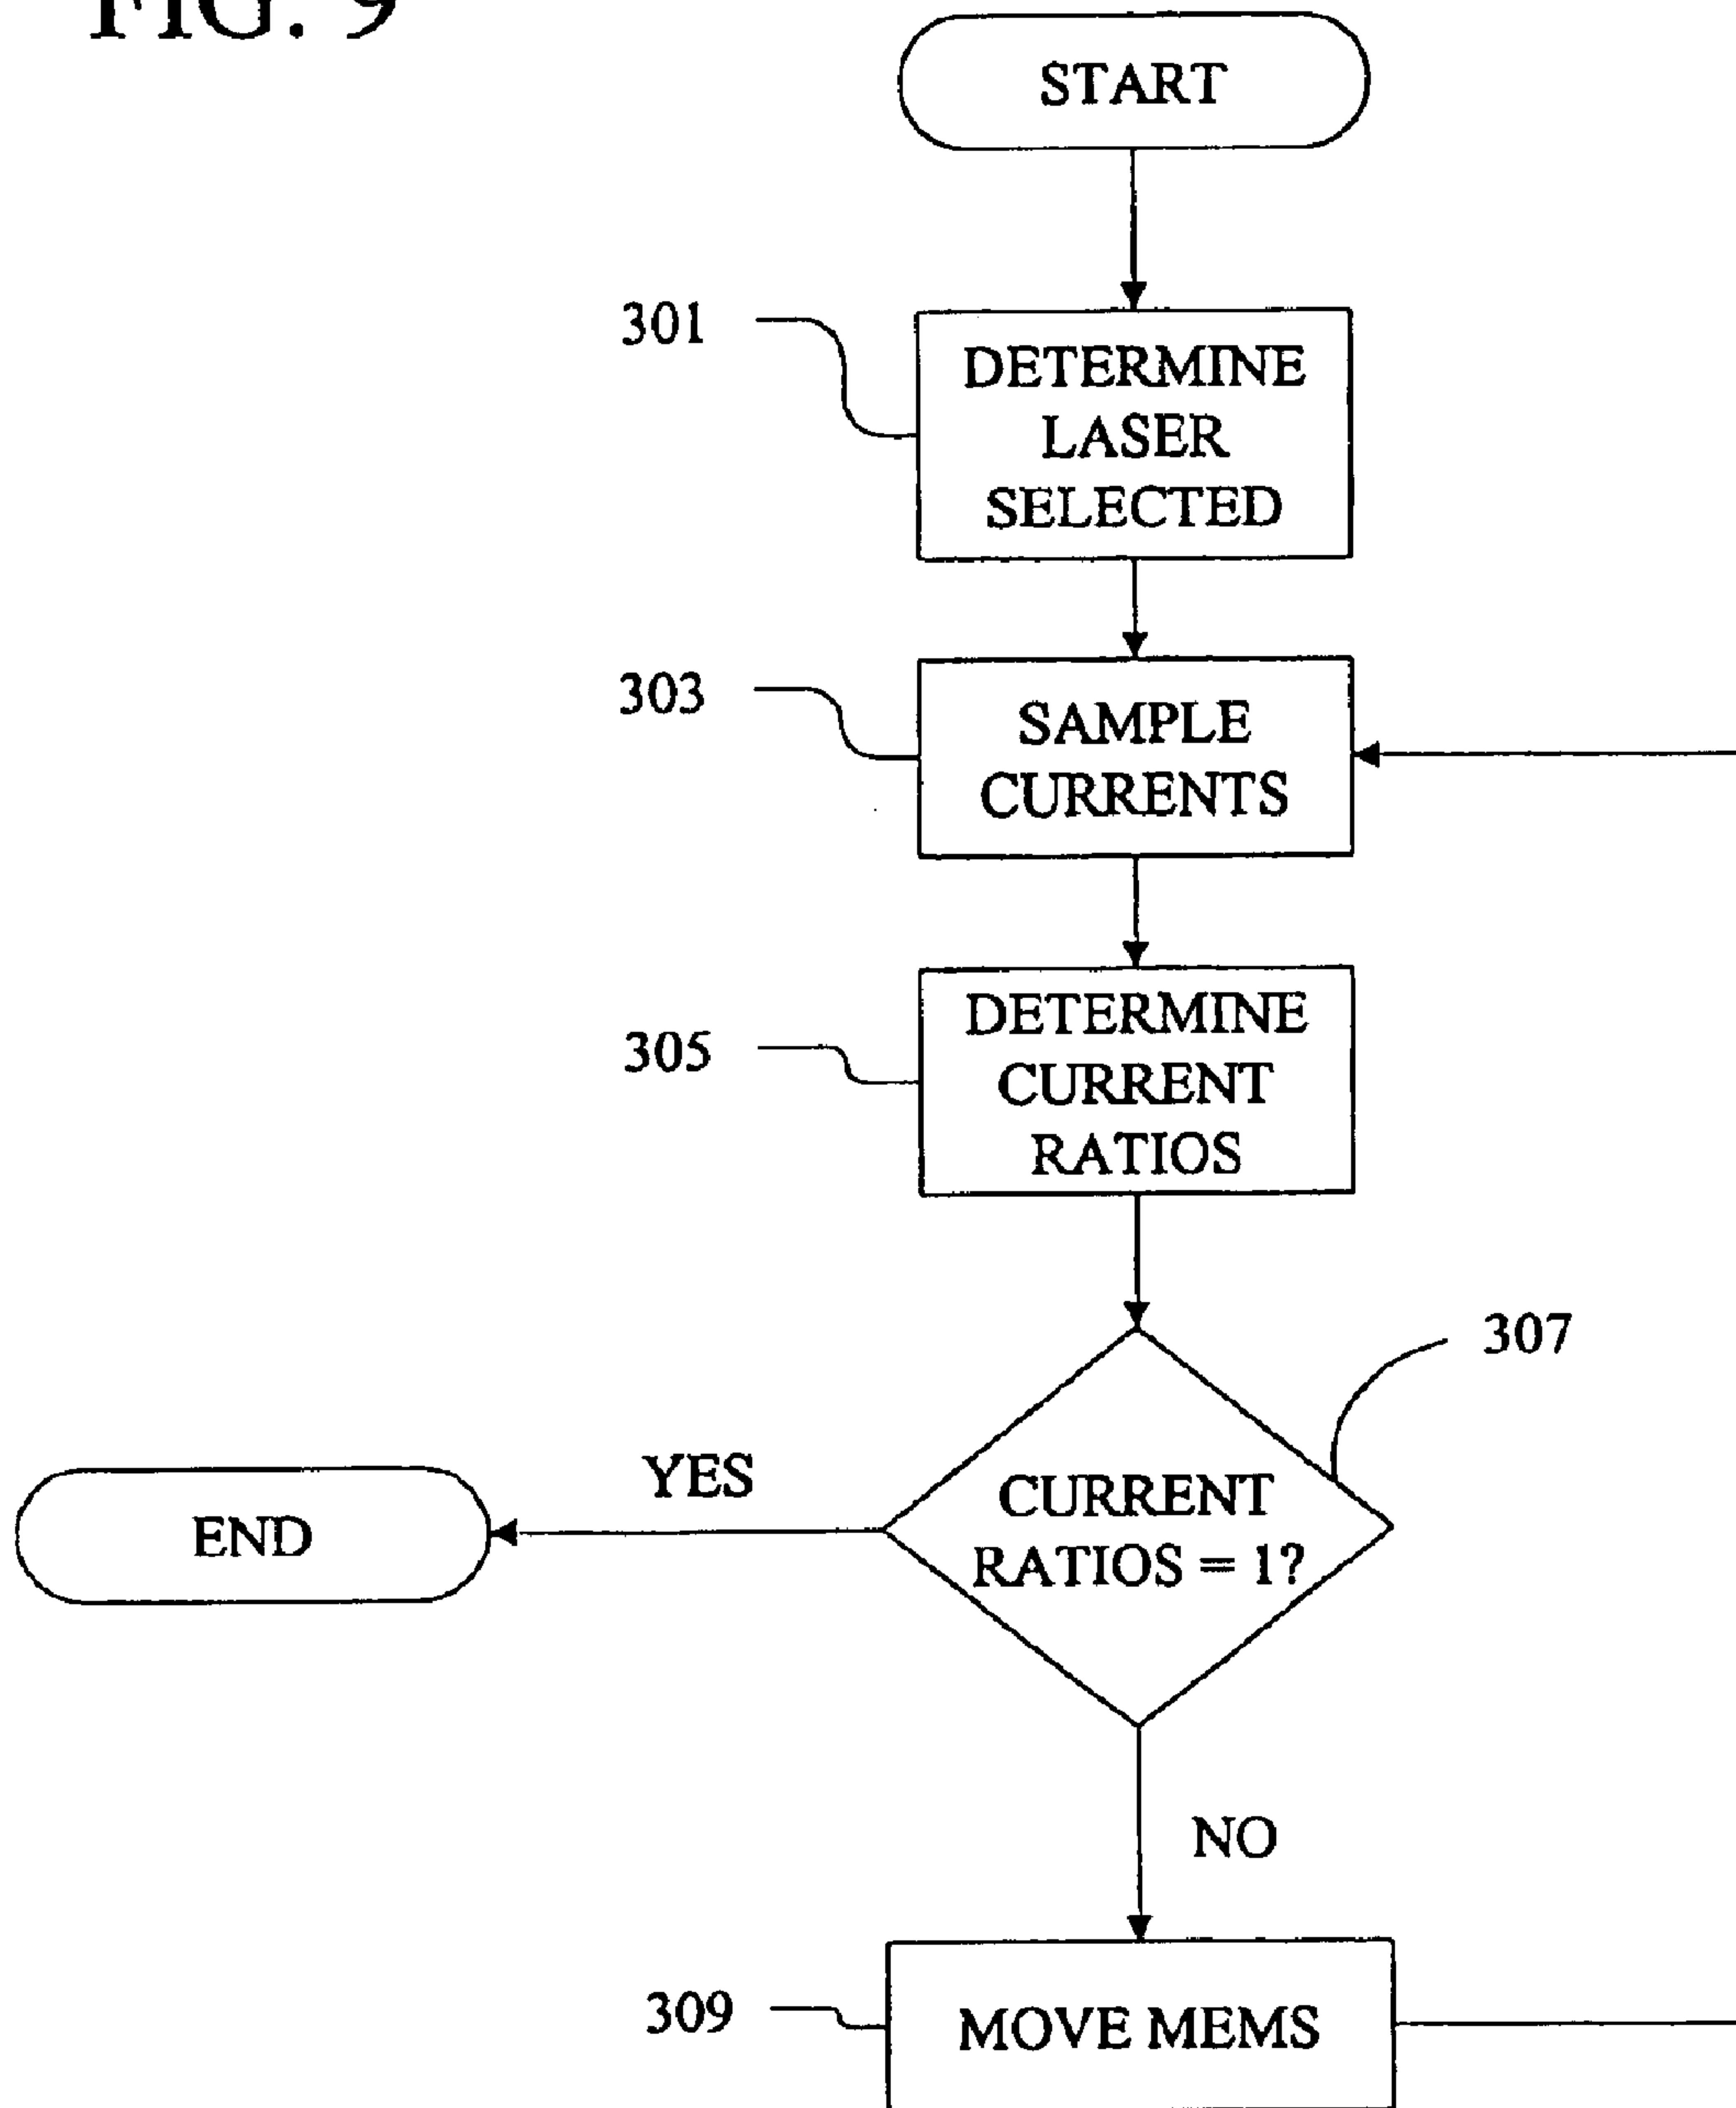 FIG. 9
START
301
DETERMINE
LASER
SELECTED
303
SAMPLE
CURRENTS
305
DETERMINE
CURRENT
RATIOS
307
CURRENT
RATIOS = 1?
YES
END
NO
309
MOVE MEMS